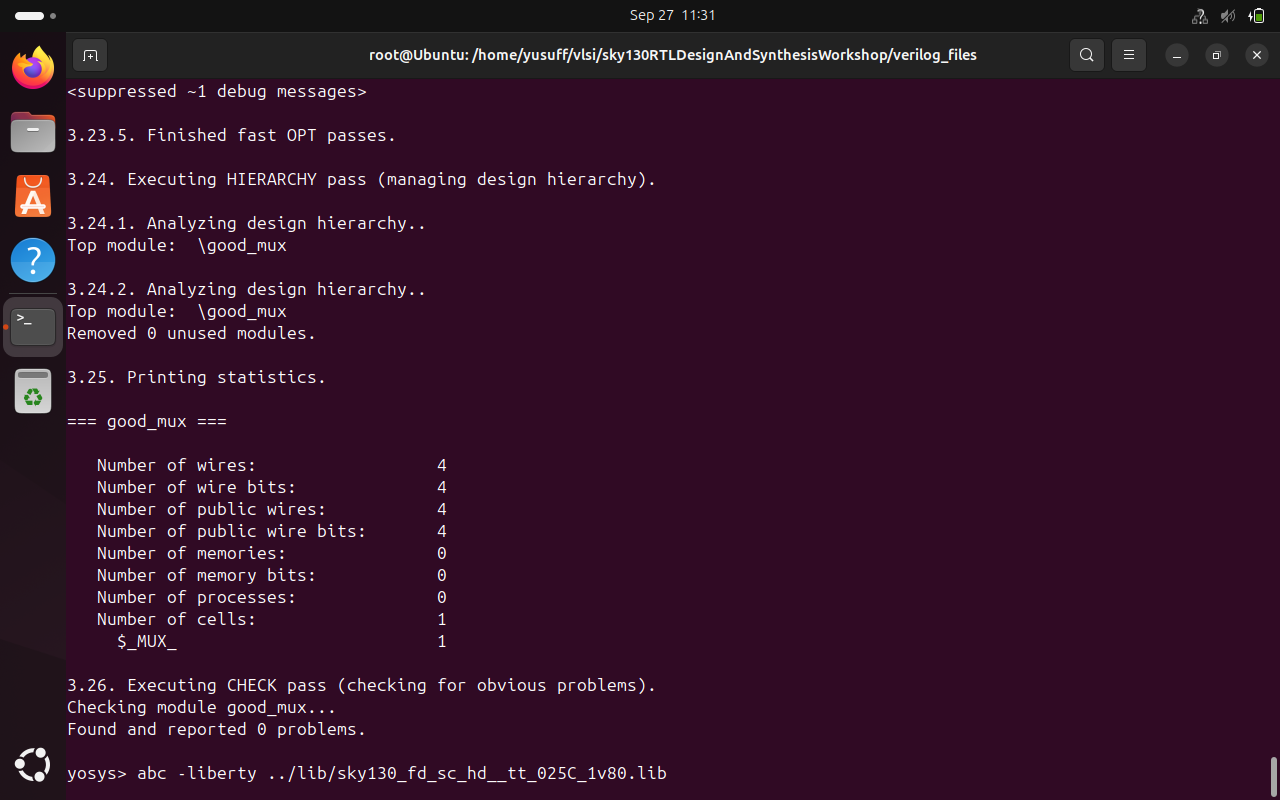 Sep 27 11:31
root@Ubuntu: /home/yusuff/vlsi/sky130RTLDesignAndSynthesisWorkshop/verilog_files
<suppressed ~1 debug messages>
3.23.5. Finished fast OPT passes.
3.24. Executing HIERARCHY pass (managing design hierarchy).
3.24.1. Analyzing design hierarchy..
Top module:  \good_mux
3.24.2. Analyzing design hierarchy..
Top module:  \good_mux
Removed 0 unused modules.
3.25. Printing statistics.
=== good_mux ===
Number of wires: 4
Number of wire bits: 4
Number of public wires: 4
Number of public wire bits: 4
Number of memories: 0
Number of memory bits: 0
Number of processes: 0
Number of cells: 1
$_MUX_ 1
3.26. Executing CHECK pass (checking for obvious problems).
Checking module good_mux...
Found and reported 0 problems.
yosys> abc -liberty ../lib/sky130_fd_sc_hd__tt_025C_1v80.lib